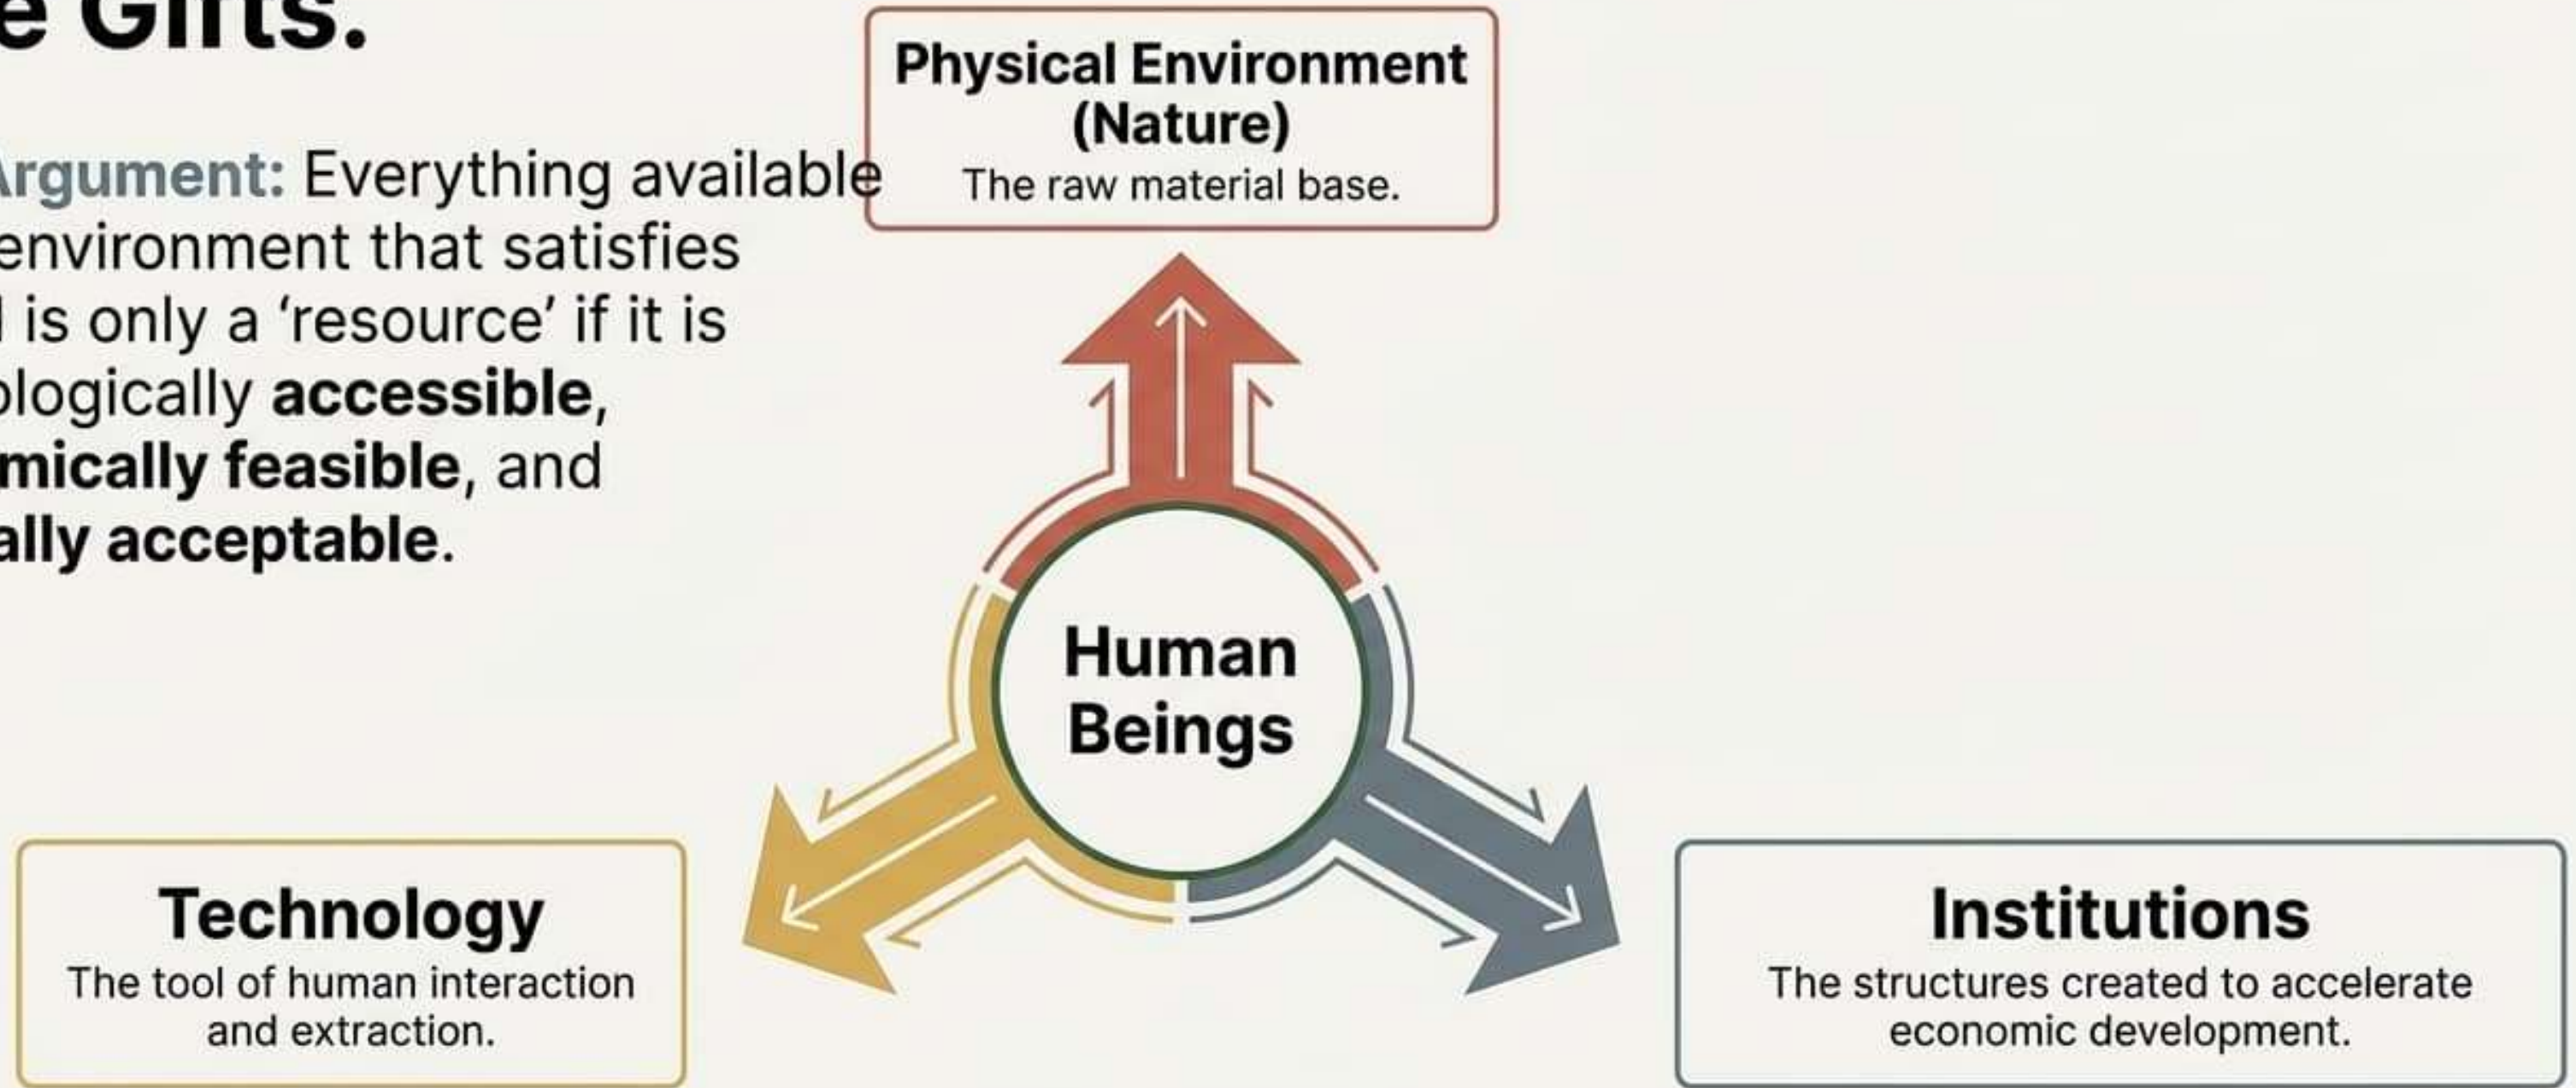 e Gifts.
Argument: Everything available
environment that satisfies
is only a ‘resource’ if it is
ologically accessible,
mically feasible, and
ally acceptable.
Physical Environment
(Nature)
The raw material base.
Human
Beings
Technology
The tool of human interaction
and extraction.
Institutions
The structures created to accelerate
economic development.